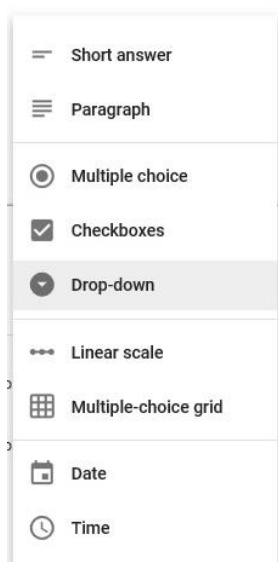 Short answer
Paragraph
Multiple choice
Checkboxes
Drop-down
Linear scale
Multiple-choice grid
Date
Time